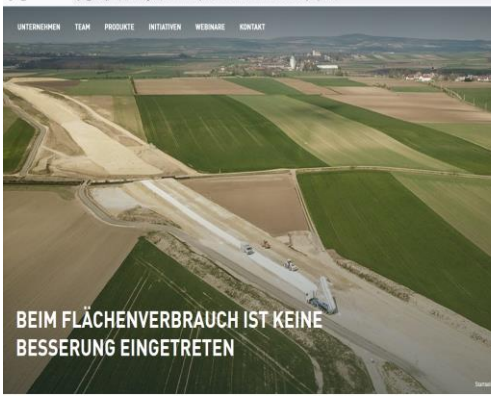 UNTERNEHMEN TEAM PRODUKTE INITIATIVEN WEBINARE KONTAKT
BEIM FLÄCHENVERBRAUCH IST KEINE
BESSERUNG EINGETRETEN